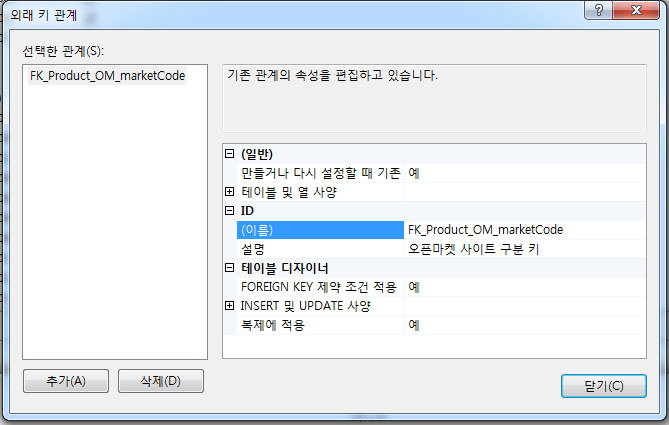 외래 키 관계
선택한 관계(S):
FK_Product_OM_marketCode
기존 관계의 속성을 편집하고 있습니다.
(일반)
만들거나 다시 설정할 때 기존 예
테이블 및 열 사양
ID
(이름) FK_Product_OM_marketCode
설명 오픈마켓 사이트 구분 키
테이블 디자이너
FOREIGN KEY 제약 조건 적용 예
INSERT 및 UPDATE 사양
복제에 적용 예
추가(A) 삭제(D) 닫기(C)